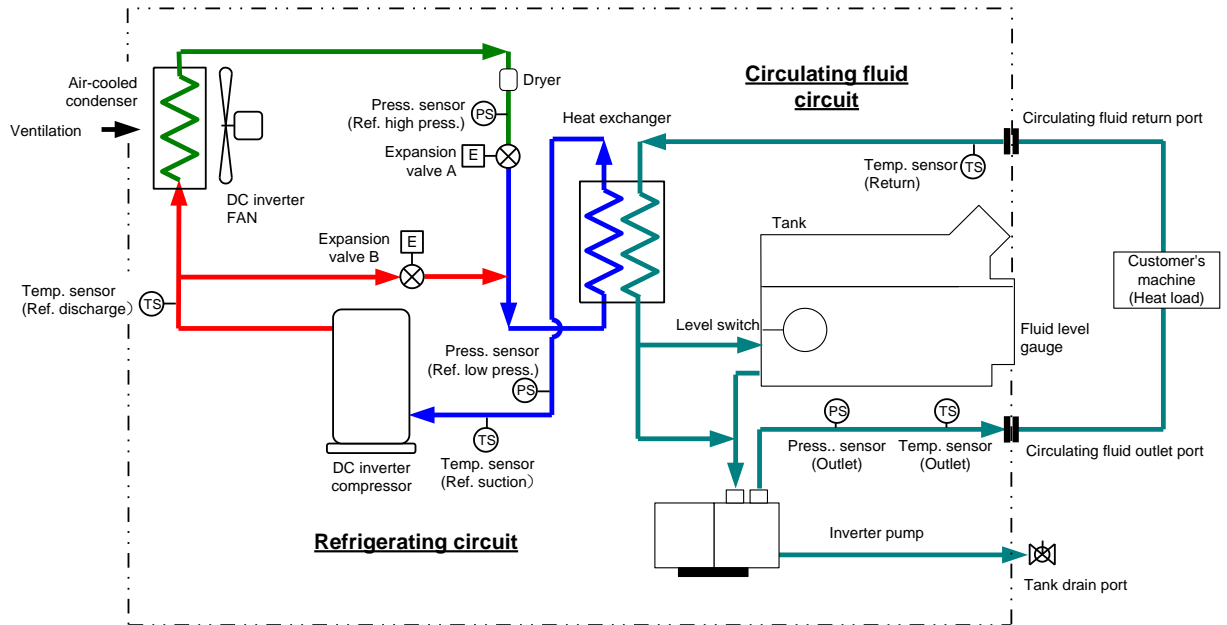 Air-cooled
condenser
Ventilation
DC inverter
FAN
Dryer
Press. sensor
(Ref. high press.)
PS
Expansion
valve A
E
Heat exchanger
Circulating fluid
circuit
Circulating fluid return port
Temp. sensor
(Return)
TS
Expansion
valve B
E
Temp. sensor
(Ref. discharge)
TS
Tank
Level switch
Customer's
machine
(Heat load)
Fluid level
gauge
Press. sensor
(Ref. low press.)
PS
TS
Temp. sensor
(Ref. suction)
DC inverter
compressor
PS
Press.. sensor
(Outlet)
TS
Temp. sensor
(Outlet)
Circulating fluid outlet port
Refrigerating circuit
Inverter pump
Tank drain port